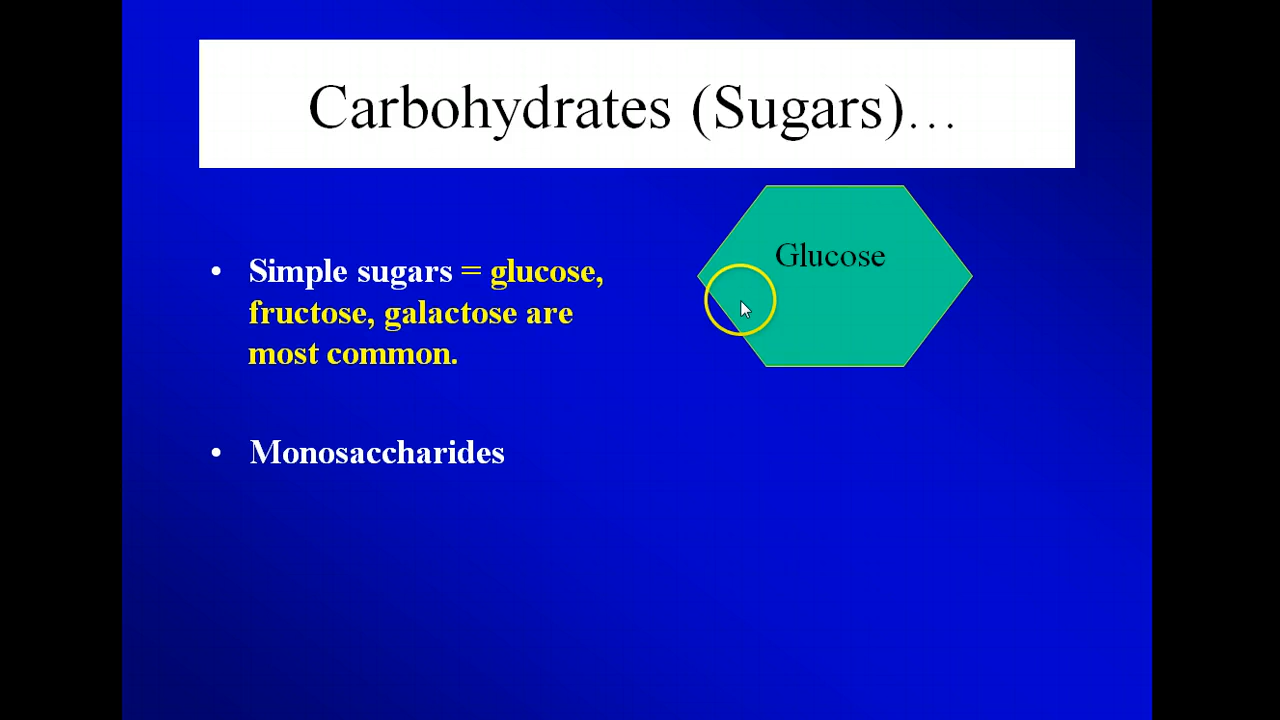 Carbohydrates (Sugars)…
Glucose
• Simple sugars = glucose,
fructose, galactose are
most common.
• Monosaccharides